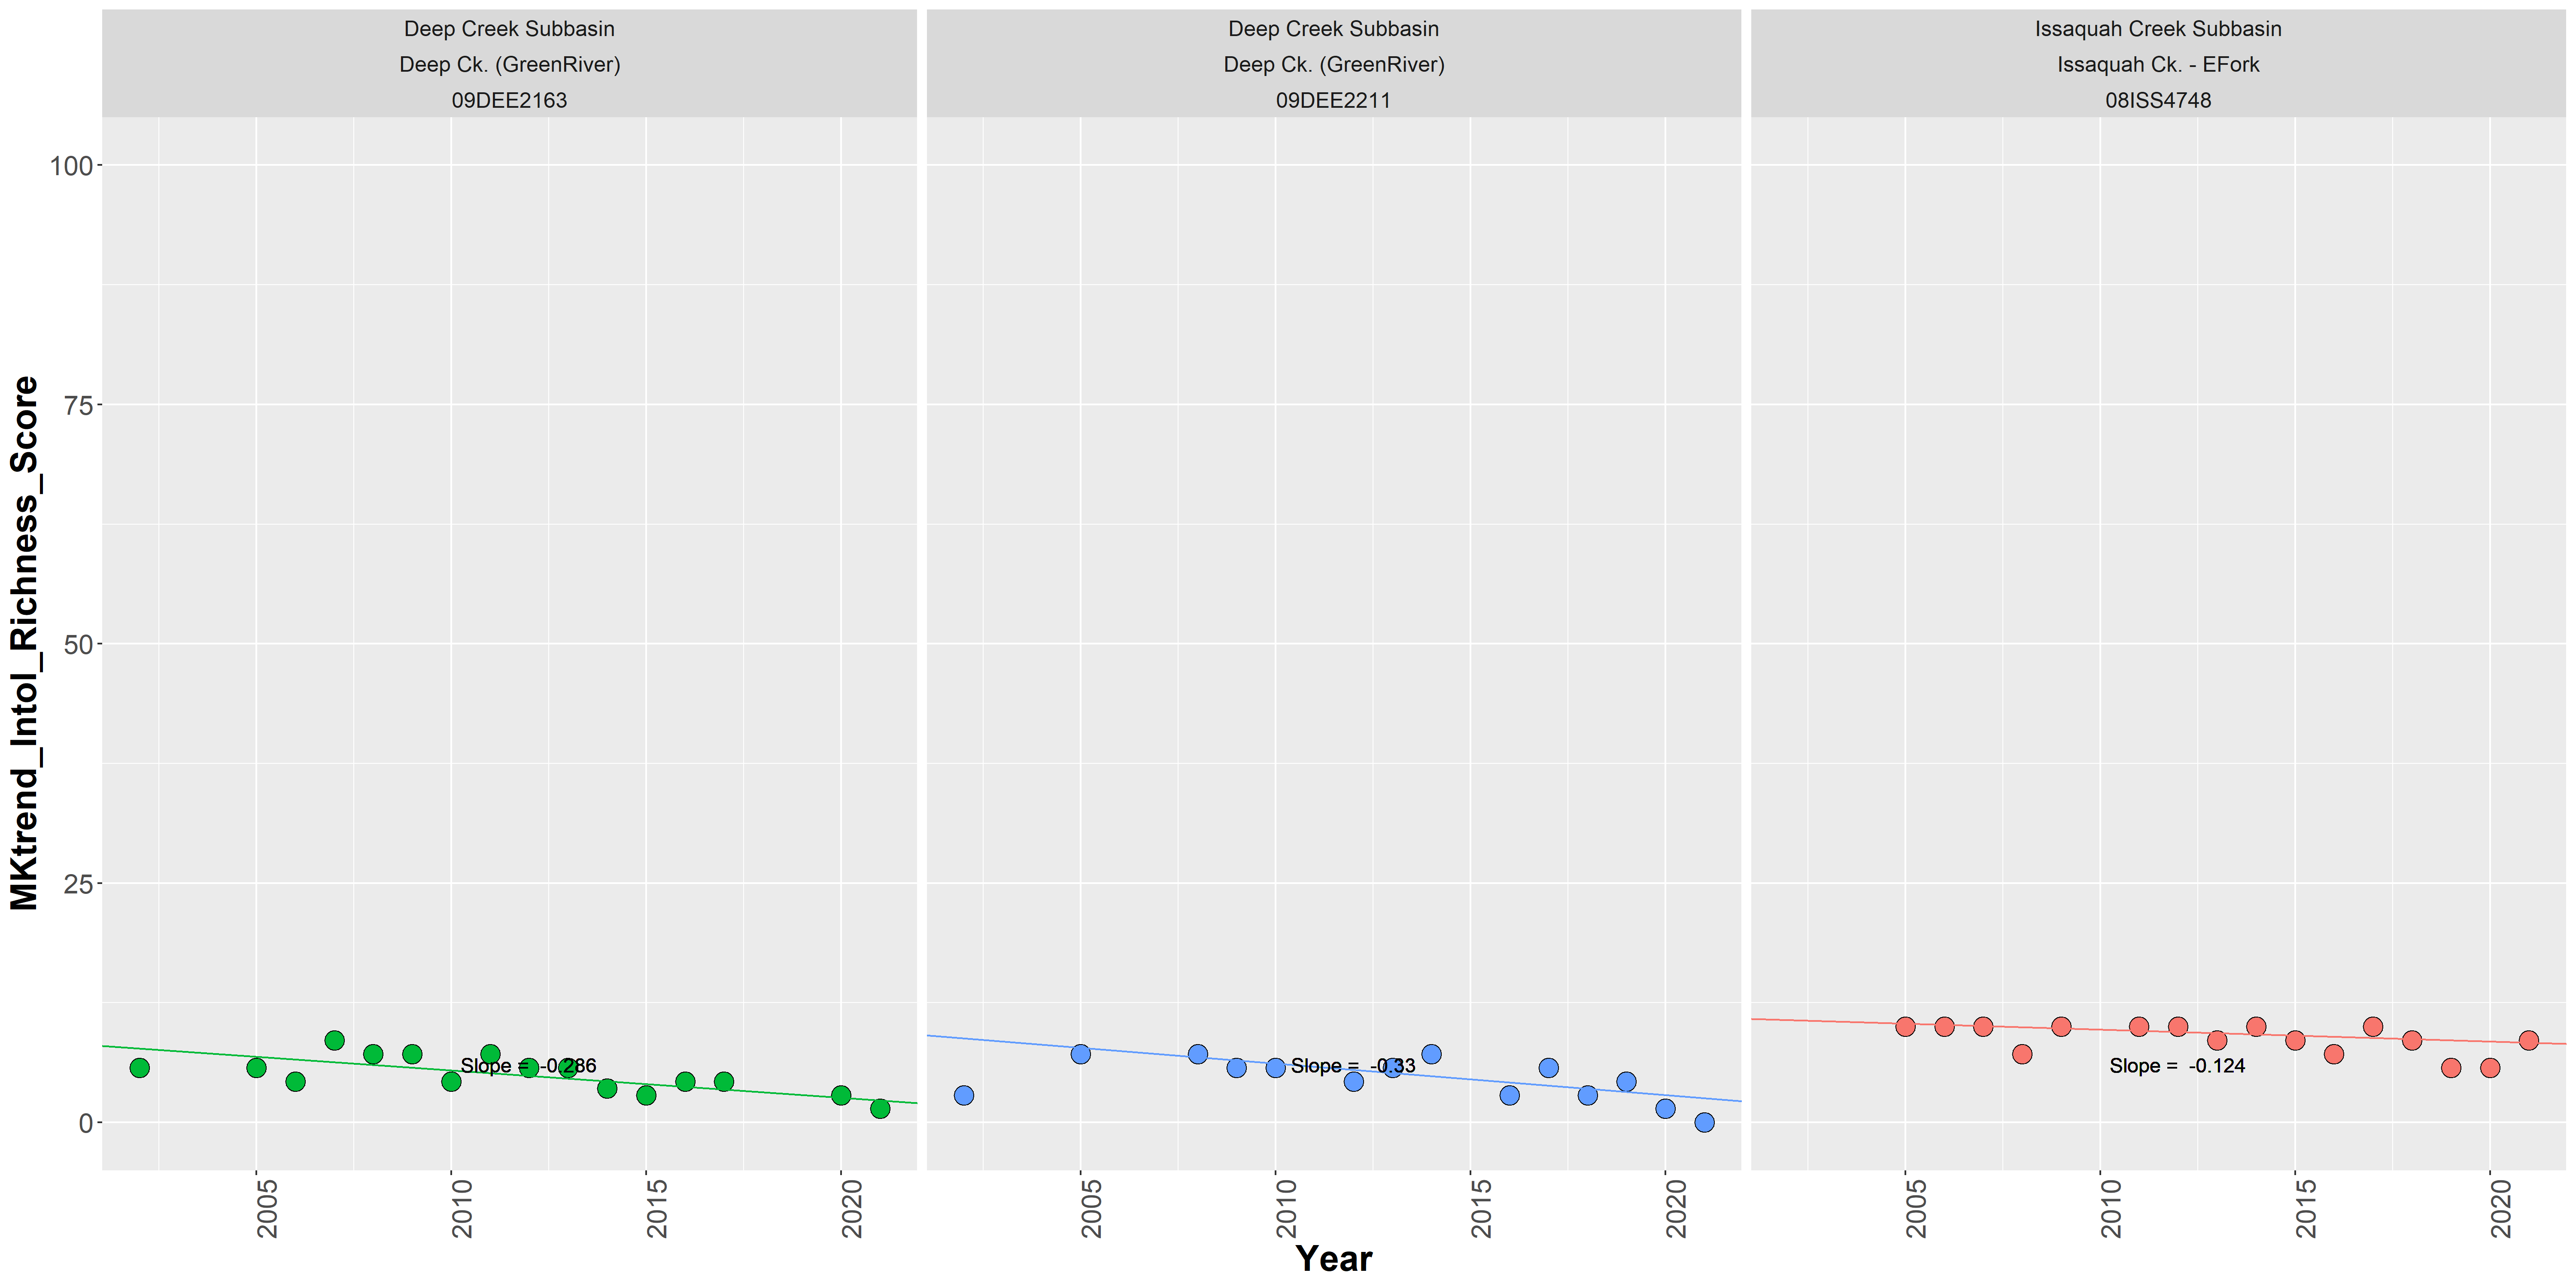 Deep Creek Subbasin
Deep Ck. (GreenRiver)
09DEE2163
Deep Creek Subbasin
Deep Ck. (GreenRiver)
09DEE2211
Issaquah Creek Subbasin
Issaquah Ck. - EFork
08ISS4748
MKtrend_Intol_Richness_Score
100
75
50
25
0
Slope = -0.286
Slope = -0.33
Slope = -0.124
2005
2010
2015
2020
2005
2010
2015
2020
2005
2010
2015
2020
Year